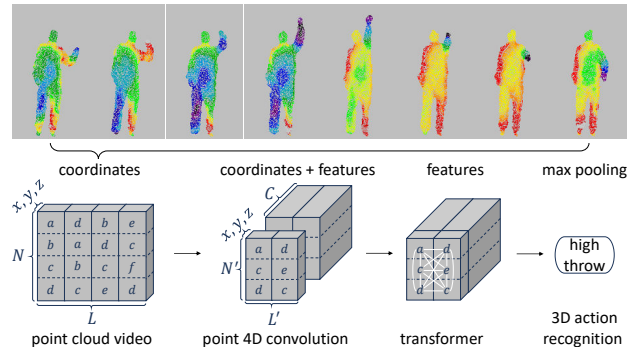 coordinates
coordinates + features
features
max pooling
x, y, z
a d b e
b a d c
c b c f
d c e d
N
L
x, y, z
C
a d
c e
d c
N'
L'
a d
c e
d c
high
throw
point cloud video
point 4D convolution
transformer
3D action
recognition